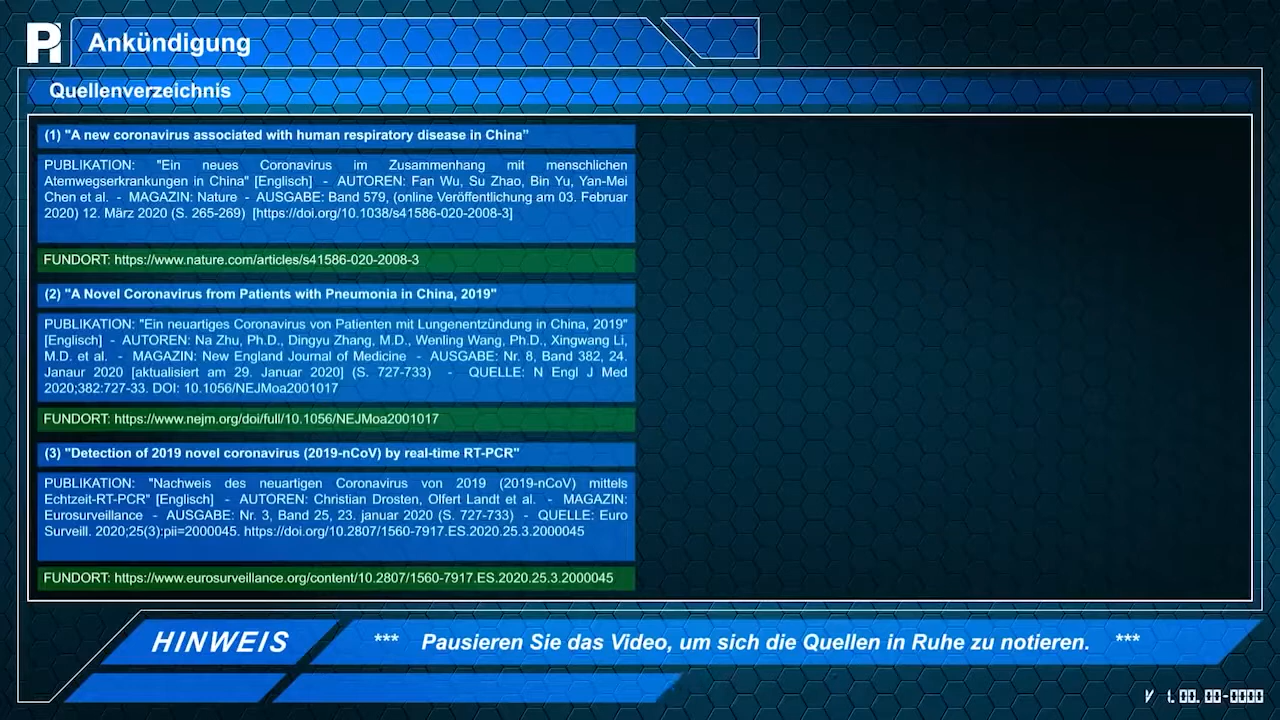 PI Ankündigung
Quellenverzeichnis
(1) "A new coronavirus associated with human respiratory disease in China"
PUBLIKATION: "Ein neues Coronavirus im Zusammenhang mit menschlichen
Atemwegserkrankungen in China" [Englisch] - AUTOREN: Fan Wu, Su Zhao, Bin Yu, Yan-Mei
Chen et al. - MAGAZIN: Nature - AUSGABE: Band 579, (online Veröffentlichung am 03. Februar
2020) 12. März 2020 (S. 265-269) [https://doi.org/10.1038/s41586-020-2008-3]
FUNDORT: https://www.nature.com/articles/s41586-020-2008-3
(2) "A Novel Coronavirus from Patients with Pneumonia in China, 2019"
PUBLIKATION: "Ein neuartiges Coronavirus von Patienten mit Lungenentzündung in China, 2019"
[Englisch] - AUTOREN: Na Zhu, Ph.D., Dingyu Zhang, M.D., Wenling Wang, Ph.D., Xingwang Li,
M.D. et al. - MAGAZIN: New England Journal of Medicine - AUSGABE: Nr. 8, Band 382, 24.
Janaur 2020 [aktualisiert am 29. Januar 2020] (S. 727-733) - QUELLE: N Engl J Med
2020;382:727-33. DOI: 10.1056/NEJMoa2001017
FUNDORT: https://www.nejm.org/doi/full/10.1056/NEJMoa2001017
(3) "Detection of 2019 novel coronavirus (2019-nCoV) by real-time RT-PCR"
PUBLIKATION: "Nachweis des neuartigen Coronavirus von 2019 (2019-nCoV) mittels
Echtzeit-RT-PCR" [Englisch] - AUTOREN: Christian Drosten, Olfert Landt et al. - MAGAZIN:
Eurosurveillance - AUSGABE: Nr. 3, Band 25, 23. januar 2020 (S. 727-733) - QUELLE: Euro
Surveill. 2020;25(3):pii=2000045. https://doi.org/10.2807/1560-7917.ES.2020.25.3.2000045
FUNDORT: https://www.eurosurveillance.org/content/10.2807/1560-7917.ES.2020.25.3.2000045
HINWEIS *** Pausieren Sie das Video, um sich die Quellen in Ruhe zu notieren. ***
V 1.00.00-0000